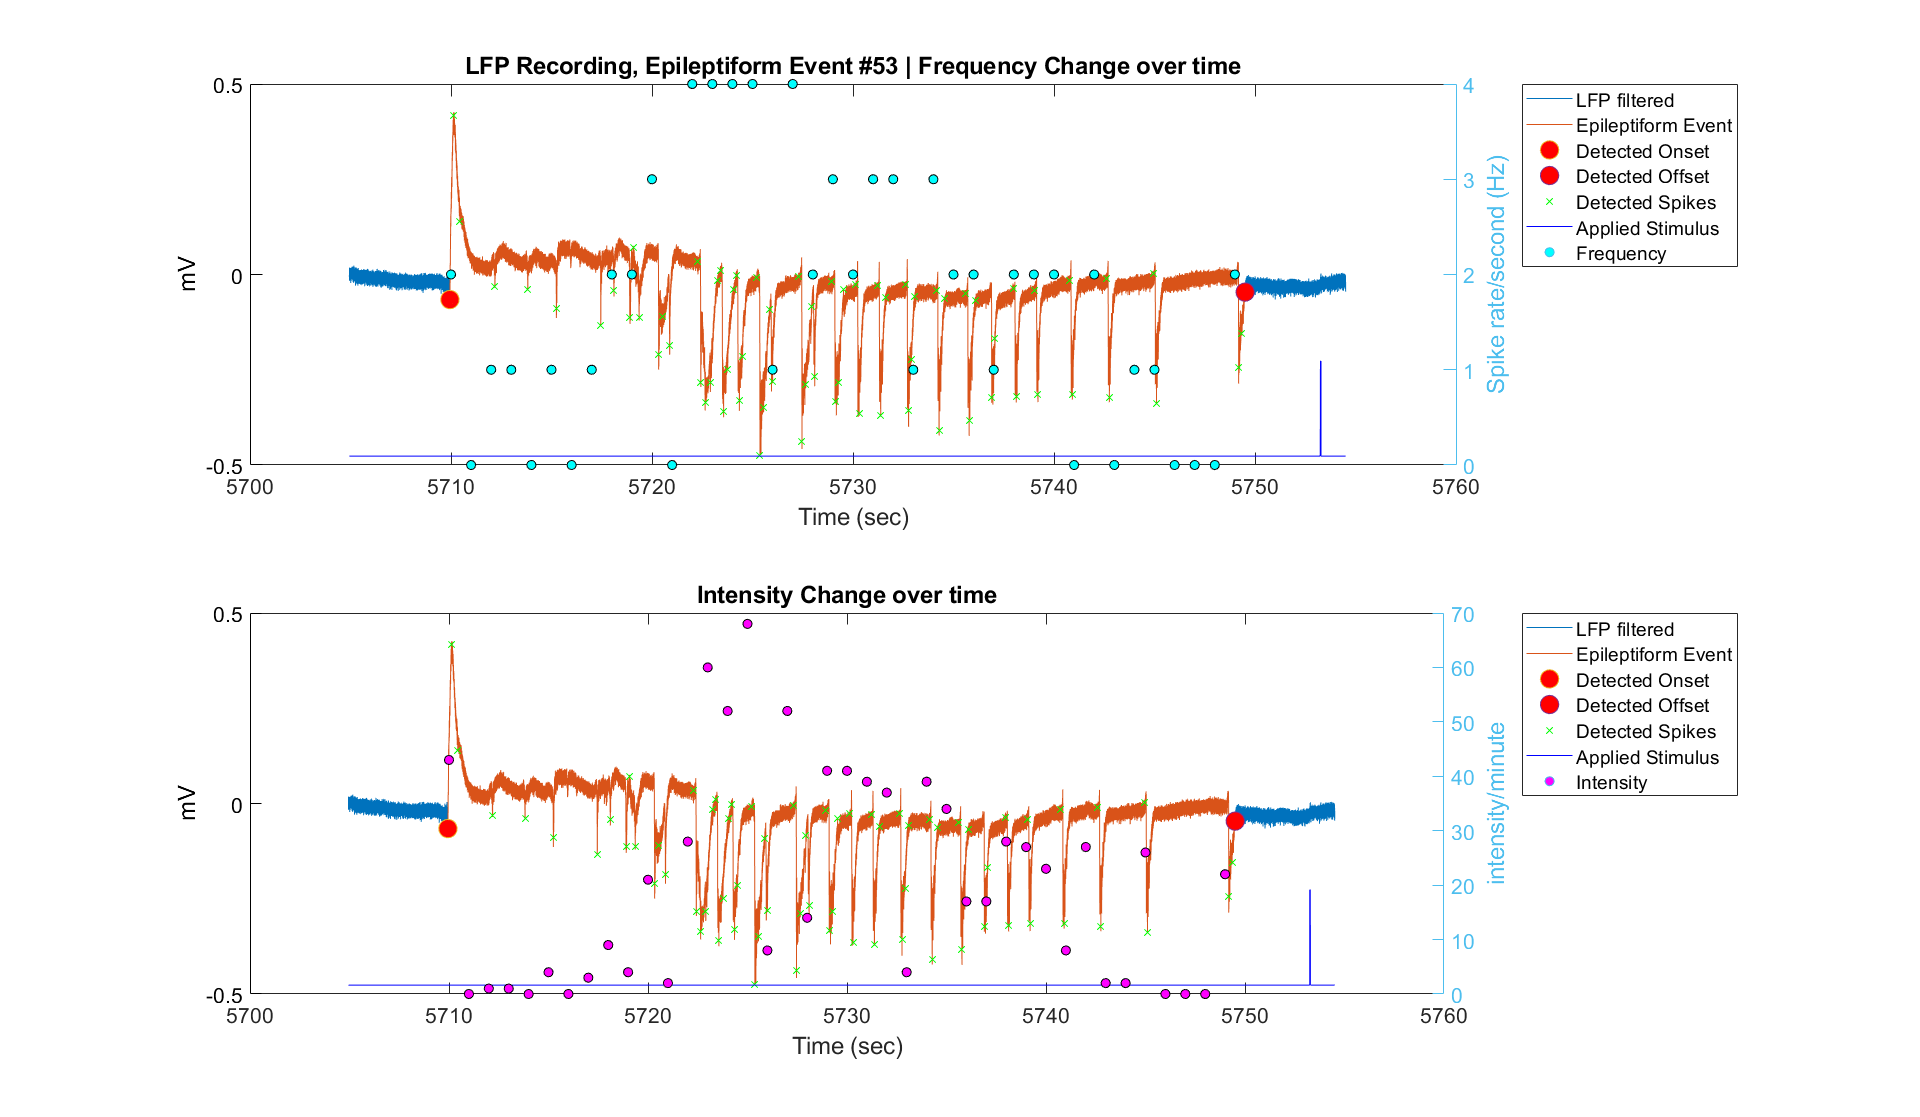 LFP Recording, Epileptiform Event #53 | Frequency Change over time
0.5
0
-0.5
mV
5700
5710
5720
5730
5740
5750
5760
Time (sec)
4
3
2
1
0
Spike rate/second (Hz)
LFP filtered
Epileptiform Event
Detected Onset
Detected Offset
Detected Spikes
Applied Stimulus
Frequency
Intensity Change over time
0.5
0
-0.5
mV
5700
5710
5720
5730
5740
5750
5760
Time (sec)
70
60
50
40
30
20
10
0
intensity/minute
LFP filtered
Epileptiform Event
Detected Onset
Detected Offset
Detected Spikes
Applied Stimulus
Intensity